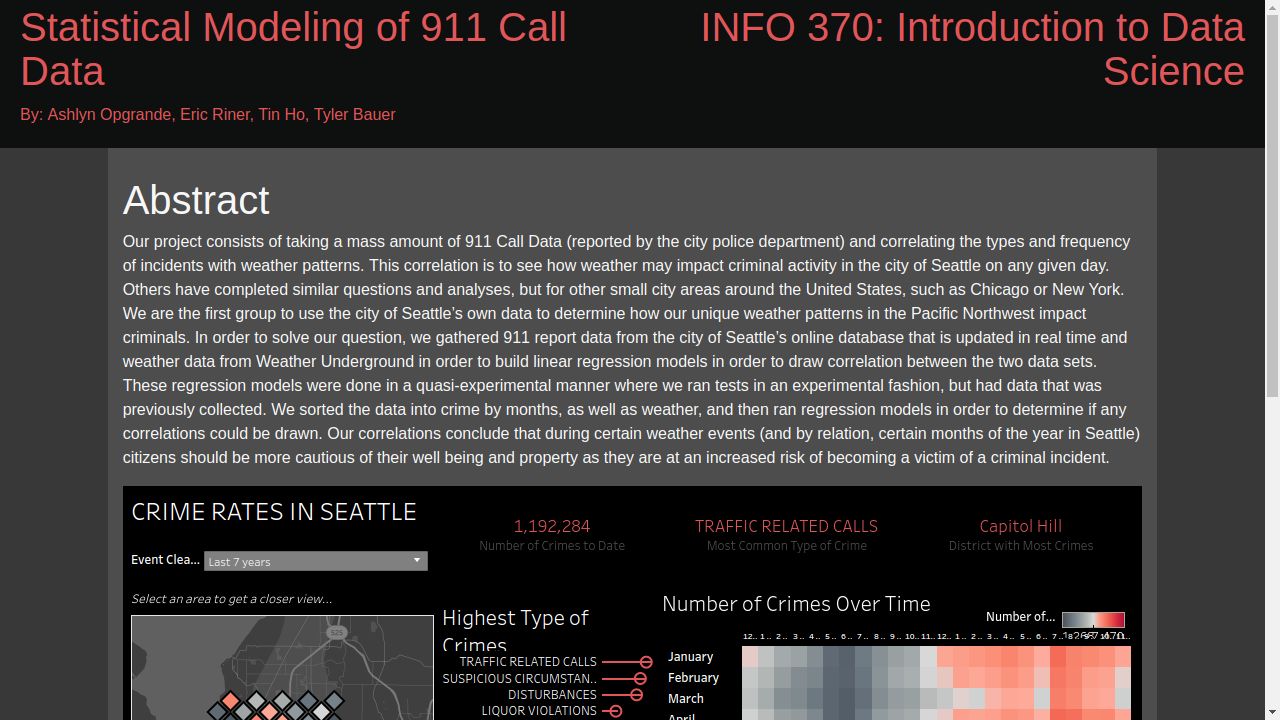 Statistical Modeling of 911 Call
Data
INFO 370: Introduction to Data
Science
By: Ashlyn Opgrande, Eric Riner, Tin Ho, Tyler Bauer
Abstract
Our project consists of taking a mass amount of 911 Call Data (reported by the city police department) and correlating the types and frequency
of incidents with weather patterns. This correlation is to see how weather may impact criminal activity in the city of Seattle on any given day.
Others have completed similar questions and analyses, but for other small city areas around the United States, such as Chicago or New York.
We are the first group to use the city of Seattle’s own data to determine how our unique weather patterns in the Pacific Northwest impact
criminals. In order to solve our question, we gathered 911 report data from the city of Seattle’s online database that is updated in real time and
weather data from Weather Underground in order to build linear regression models in order to draw correlation between the two data sets.
These regression models were done in a quasi-experimental manner where we ran tests in an experimental fashion, but had data that was
previously collected. We sorted the data into crime by months, as well as weather, and then ran regression models in order to determine if any
correlations could be drawn. Our correlations conclude that during certain weather events (and by relation, certain months of the year in Seattle)
citizens should be more cautious of their well being and property as they are at an increased risk of becoming a victim of a criminal incident.
CRIME RATES IN SEATTLE
1,192,284
Number of Crimes to Date
TRAFFIC RELATED CALLS
Most Common Type of Crime
Capitol Hill
District with Most Crimes
Event Clea... Last 7 years
Select an area to get a closer view...
525
Highest Type of
Crimes
TRAFFIC RELATED CALLS
SUSPICIOUS CIRCUMSTAN..
DISTURBANCES
LIQUOR VIOLATIONS
Number of Crimes Over Time
Number of...
12.. 1 .. 2 .. 3 .. 4 .. 5 .. 6 .. 7 .. 8 .. 9 .. 10.. 11.. 12.. 1 .. 2 .. 3 .. 4 .. 5 .. 6 .. 7 .. 8 .. 9 .. 10.. 11..
January
February
March
April